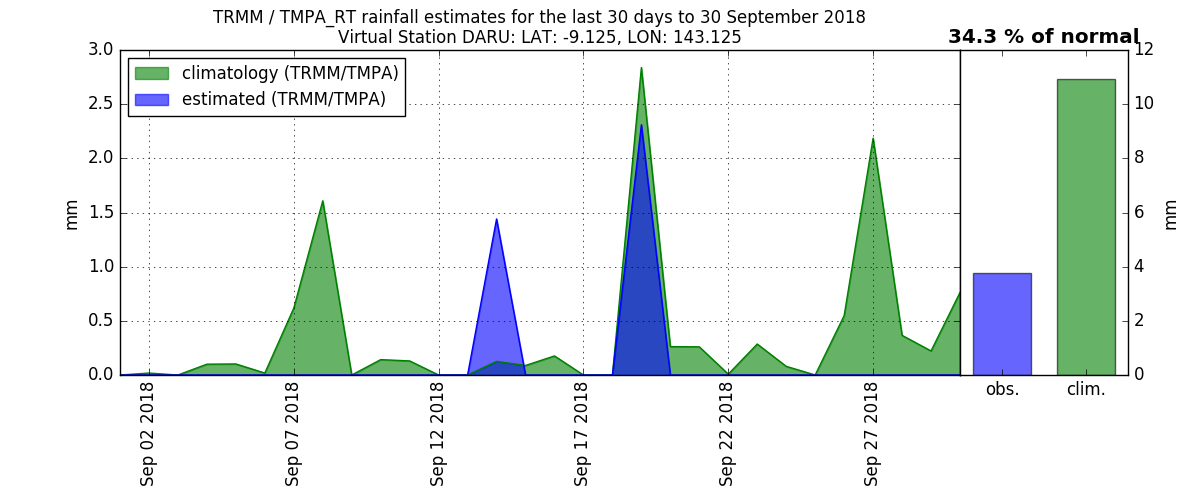 TRMM / TMPA_RT rainfall estimates for the last 30 days to 30 September 2018
Virtual Station DARU: LAT: -9.125, LON: 143.125
34.3 % of normal
climatology (TRMM/TMPA)
estimated (TRMM/TMPA)
mm
3.0
2.5
2.0
1.5
1.0
0.5
0.0
Sep 02 2018
Sep 07 2018
Sep 12 2018
Sep 17 2018
Sep 22 2018
Sep 27 2018
12
10
8
6
4
2
0
mm
obs.
clim.